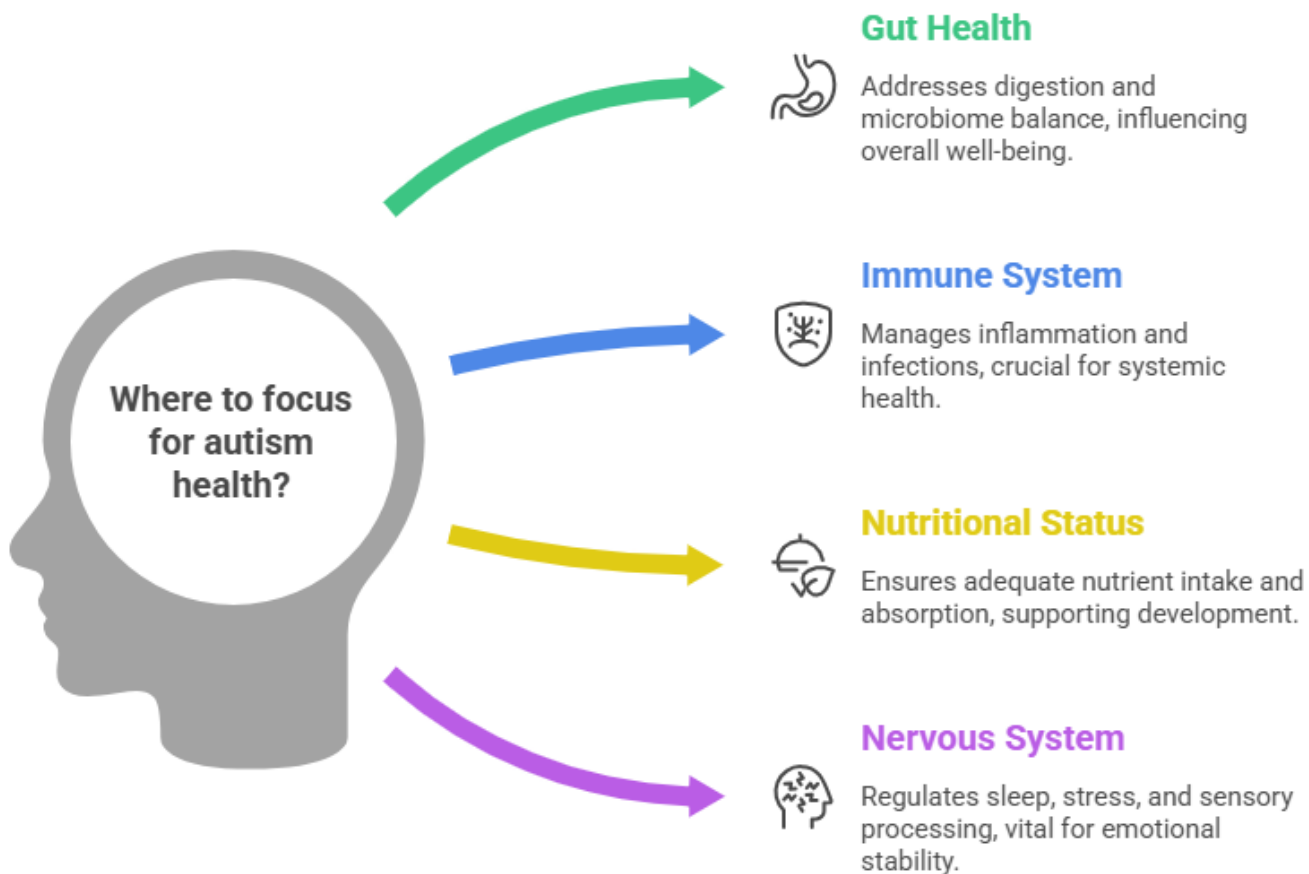 Where to focus
for autism
health?
Gut Health
Addresses digestion and
microbiome balance, influencing
overall well-being.
Immune System
Manages inflammation and
infections, crucial for systemic
health.
Nutritional Status
Ensures adequate nutrient intake and
absorption, supporting development.
Nervous System
Regulates sleep, stress, and sensory
processing, vital for emotional
stability.